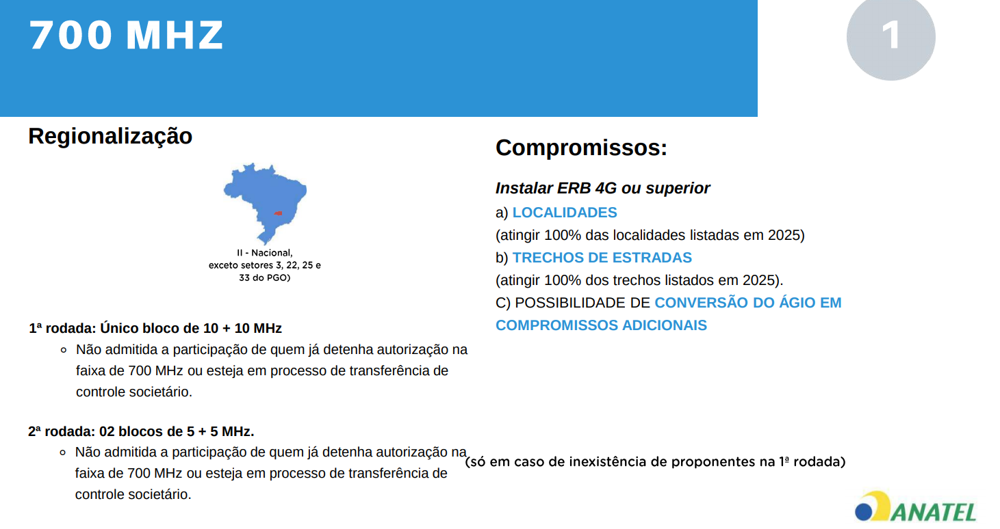 700 MHZ
1
Regionalização
II - Nacional,
exceto setores 3, 22, 25 e
33 do PGO)
1ª rodada: Único bloco de 10 + 10 MHz
Não admitida a participação de quem já detenha autorização na
faixa de 700 MHz ou esteja em processo de transferência de
controle societário.
2ª rodada: 02 blocos de 5 + 5 MHz.
Não admitida a participação de quem já detenha autorização na
faixa de 700 MHz ou esteja em processo de transferência de
controle societário.
(só em caso de inexistência de proponentes na 1ª rodada)
Compromissos:
Instalar ERB 4G ou superior
a) LOCALIDADES
(atingir 100% das localidades listadas em 2025)
b) TRECHOS DE ESTRADAS
(atingir 100% dos trechos listados em 2025).
C) POSSIBILIDADE DE CONVERSÃO DO ÁGIO EM
COMPROMISSOS ADICIONAIS
ANATEL